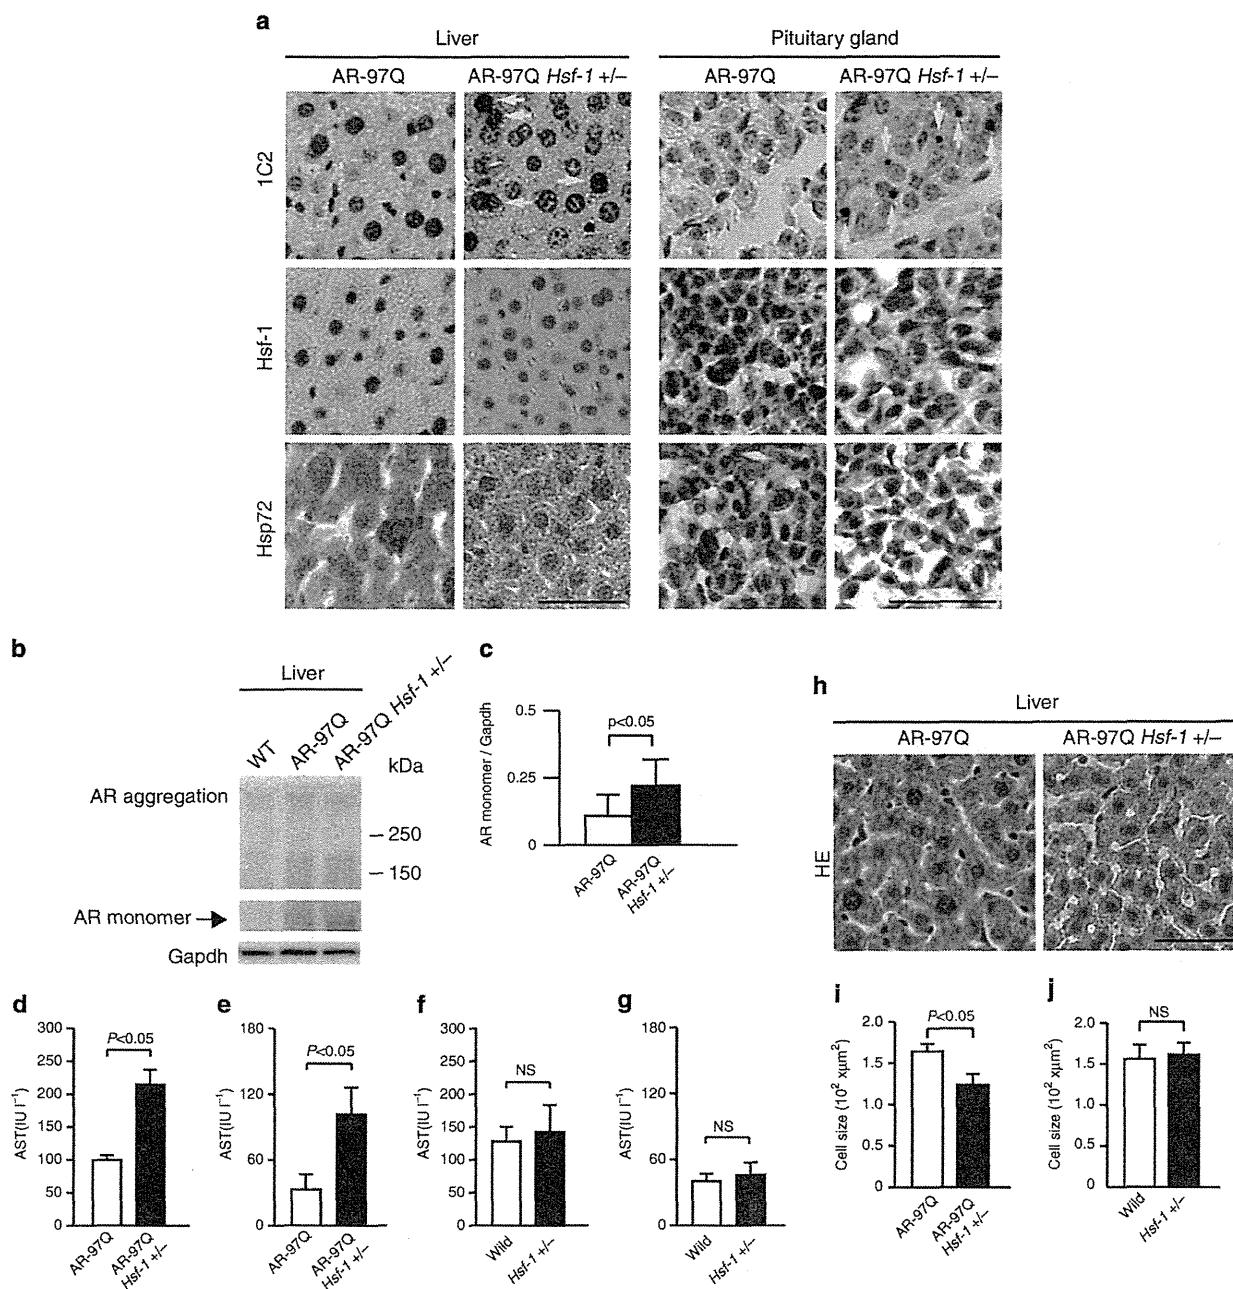 a
Liver
Pituitary gland
AR-97Q
AR-97Q Hsf-1 +/–
AR-97Q
AR-97Q Hsf-1 +/–
1C2
Hsf-1
Hsp72
b
Liver
WT
AR-97Q
AR-97Q Hsf-1 +/–
kDa
AR aggregation
– 250
– 150
AR monomer
Gapdh
c
AR monomer / Gapdh
0.5
0.25
0
p<0.05
AR-97Q
AR-97Q
Hsf-1 +/–
h
Liver
AR-97Q
AR-97Q Hsf-1 +/–
HE
d
AST(IU l⁻¹)
300
250
200
150
100
50
0
P<0.05
AR-97Q
AR-97Q
Hsf-1 +/–
e
AST(IU l⁻¹)
180
120
60
0
P<0.05
AR-97Q
AR-97Q
Hsf-1 +/–
f
AST(IU l⁻¹)
300
250
200
150
100
50
0
NS
Wild
Hsf-1 +/–
g
AST(IU l⁻¹)
180
120
60
0
NS
Wild
Hsf-1 +/–
i
Cell size (10² xµm²)
2.0
1.5
1.0
0.5
0
P<0.05
AR-97Q
AR-97Q
Hsf-1 +/–
j
Cell size (10² xµm²)
2.0
1.5
1.0
0.5
0
NS
Wild
Hsf-1 +/–